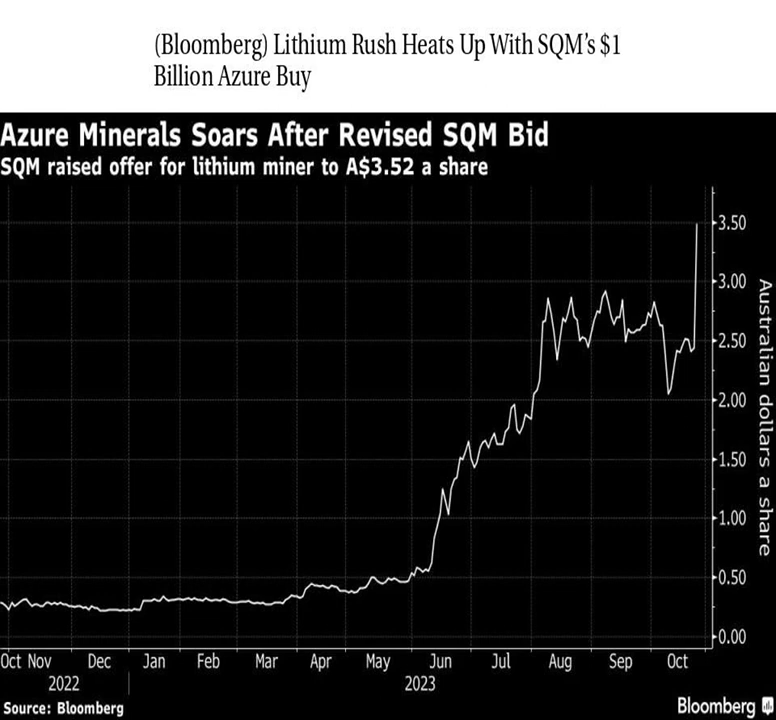 (Bloomberg) Lithium Rush Heats Up With SQM's $1
Billion Azure Buy
Azure Minerals Soars After Revised SQM Bid
SQM raised offer for lithium miner to A$3.52 a share
3.50
3.00
2.50
2.00
1.50
1.00
0.50
0.00
Australian dollars a share
Oct Nov Dec Jan Feb Mar Apr May Jun Jul Aug Sep Oct
2022 2023
Source: Bloomberg
Bloomberg